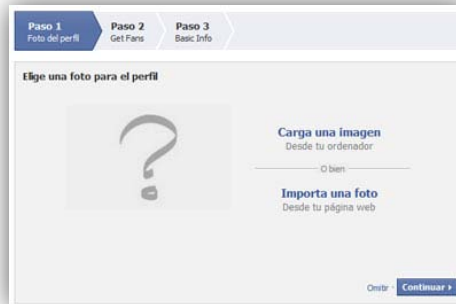 Paso 1
Foto del perfil
Paso 2
Get Fans
Paso 3
Basic Info
Elige una foto para el perfil
?
Carga una imagen
Desde tu ordenador
O bien
Importa una foto
Desde tu página web
Omitir · Continuar